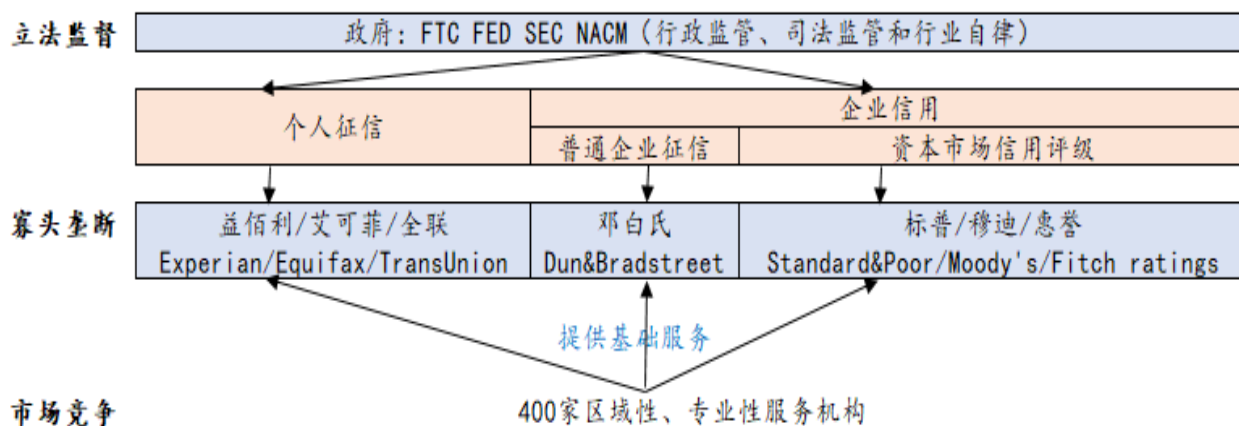 立法监督
政府: FTC FED SEC NACM (行政监管、司法监管和行业自律)
个人征信
企业信用
普通企业征信
资本市场信用评级
寡头垄断
益佰利/艾可菲/全联
Experian/Equifax/TransUnion
邓白氏
Dun&Bradstreet
标普/穆迪/惠誉
Standard&Poor/Moody's/Fitch ratings
提供基础服务
市场竞争
400家区域性、专业性服务机构